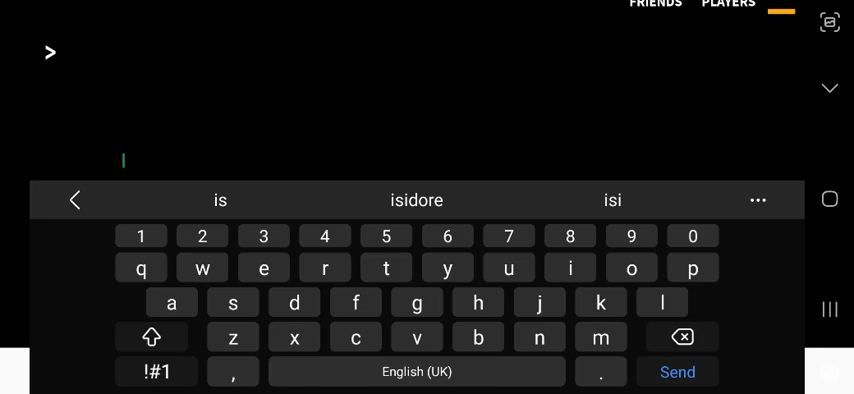 FRIENDS PLAYERS
>
is isidore isi ...
1 2 3 4 5 6 7 8 9 0
q w e r t y u i o p
a s d f g h j k l
z x c v b n m
!#1 , English (UK) . Send